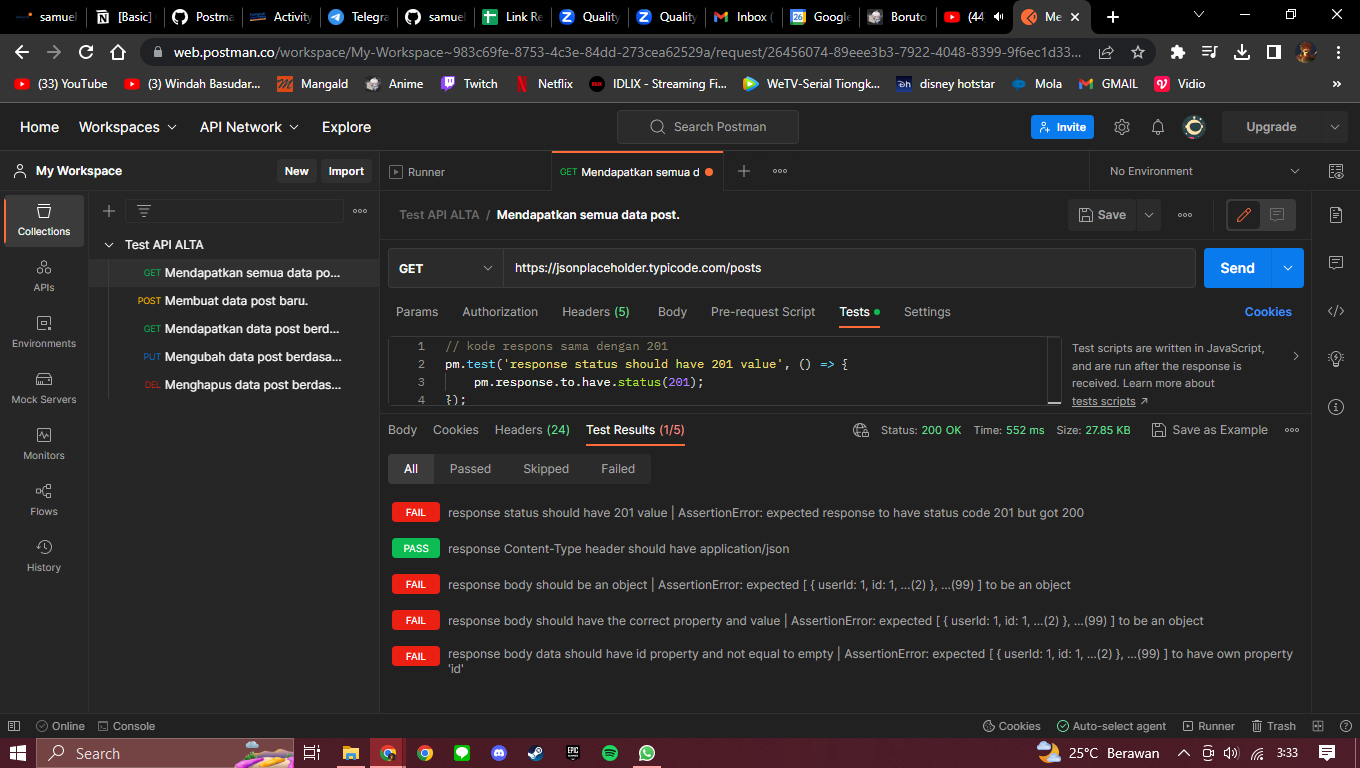 samuel
[Basic]
Postma
Activity
Telegra
samuel
Link Re
Quality
Quality
Inbox (
Google
Boruto
(44
Me
web.postman.co/workspace/My-Workspace~983c69fe-8753-4c3e-84dd-273cea62529a/request/26456074-89eee3b3-7922-4048-8399-9f6ec1d33...
(33) YouTube
(3) Windah Basudar...
Mangald
Anime
Twitch
Netflix
IDLIX - Streaming Fi...
WeTV-Serial Tiongk...
disney hotstar
Mola
GMAIL
Vidio
»
Home
Workspaces
API Network
Explore
Search Postman
Invite
Upgrade
My Workspace
New
Import
Runner
GET Mendapatkan semua d
No Environment
Collections
APIs
Environments
Mock Servers
Monitors
Flows
History
Test API ALTA
GET Mendapatkan semua data po...
POST Membuat data post baru.
GET Mendapatkan data post berd...
PUT Mengubah data post berdasa...
DEL Menghapus data post berdas...
Test API ALTA / Mendapatkan semua data post.
Save
GET
https://jsonplaceholder.typicode.com/posts
Send
Params
Authorization
Headers (5)
Body
Pre-request Script
Tests
Settings
Cookies
1 // kode respons sama dengan 201
2 pm.test('response status should have 201 value', () => {
3 pm.response.to.have.status(201);
4 });
Test scripts are written in JavaScript,
and are run after the response is
received. Learn more about
tests scripts
Body
Cookies
Headers (24)
Test Results (1/5)
Status: 200 OK
Time: 552 ms
Size: 27.85 KB
Save as Example
All
Passed
Skipped
Failed
FAIL response status should have 201 value | AssertionError: expected response to have status code 201 but got 200
PASS response Content-Type header should have application/json
FAIL response body should be an object | AssertionError: expected [ { userId: 1, id: 1, …(2) }, …(99) ] to be an object
FAIL response body should have the correct property and value | AssertionError: expected [ { userId: 1, id: 1, …(2) }, …(99) ] to be an object
FAIL response body data should have id property and not equal to empty | AssertionError: expected [ { userId: 1, id: 1, …(2) }, …(99) ] to have own property
'id'
Online
Console
Cookies
Auto-select agent
Runner
Trash
Search
EPIC
25°C Berawan
3:33